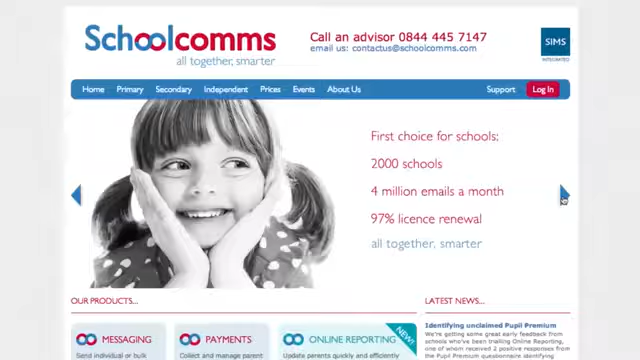 Schoolcomms
all together, smarter
Call an advisor 0844 445 7147
email us: contactus@schoolcomms.com
SIMS
INTEGRATED
Home Primary Secondary Independent Prices Events About Us Support Log In
First choice for schools:
2000 schools
4 million emails a month
97% licence renewal
all together, smarter
OUR PRODUCTS...
LATEST NEWS...
MESSAGING
Send individual or bulk
PAYMENTS
Collect and manage parent
ONLINE REPORTING
NEW!
Update parents quickly and efficiently
Identifying unclaimed Pupil Premium
We're getting some great early feedback from
schools who've been trialling Online Reporting,
one of whom received 2 positive responses from
the Pupil Premium questionnaire identifying